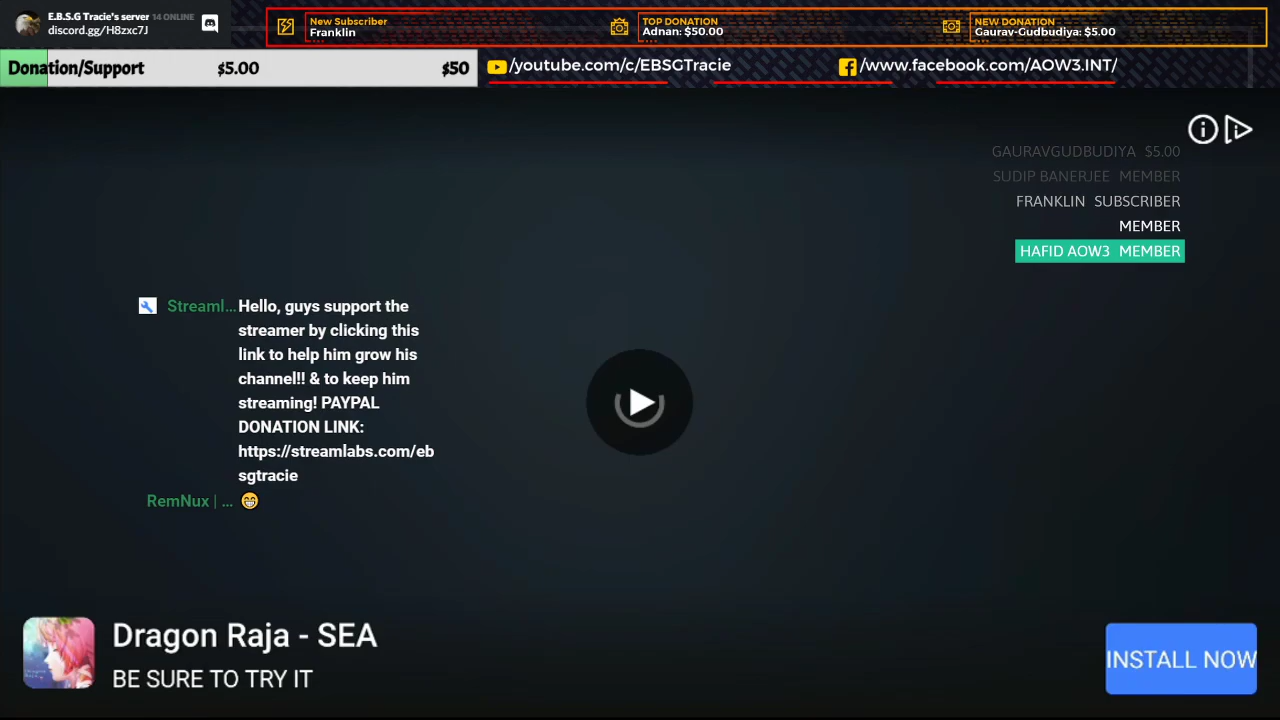 E.B.S.G Tracie's server 14 ONLINE
discord.gg/H8zxc7J
New Subscriber
Franklin
TOP DONATION
Adnan: $50.00
NEW DONATION
Gaurav-Gudbudiya: $5.00
Donation/Support $5.00 $50
/youtube.com/c/EBSGTracie
/www.facebook.com/AOW3.INT/
GAURAVGUDBUDIYA $5.00
SUDIP BANERJEE MEMBER
FRANKLIN SUBSCRIBER
MEMBER
HAFID AOW3 MEMBER
Streaml... Hello, guys support the
streamer by clicking this
link to help him grow his
channel!! & to keep him
streaming! PAYPAL
DONATION LINK:
https://streamlabs.com/eb
sgtracie
RemNux | ... 😁
Dragon Raja - SEA
BE SURE TO TRY IT
INSTALL NOW